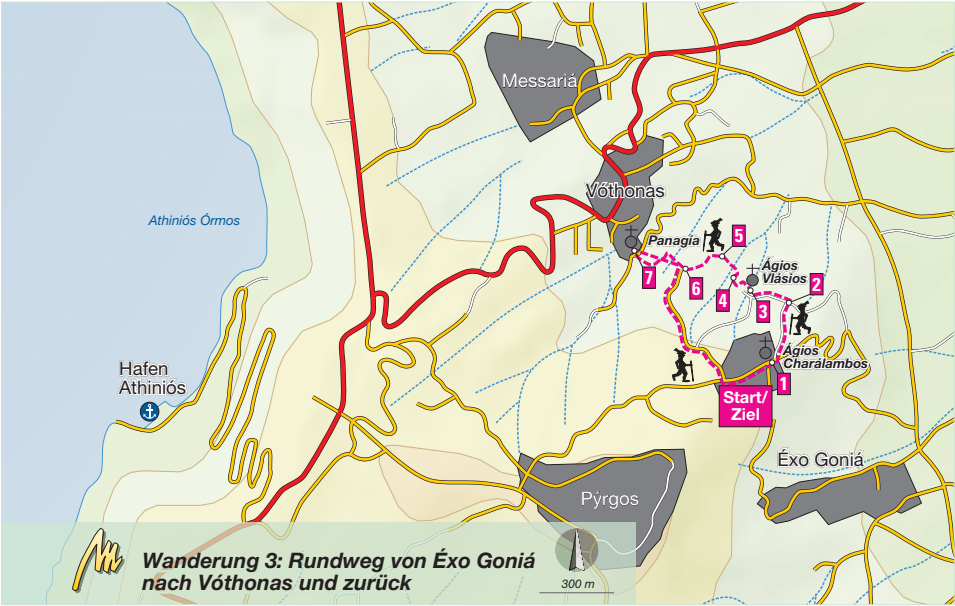 Messariá
Vóthonas
Athiniós Órmos
Panagía
5
Ágios
Vlásios
7
6
4
3
2
Hafen
Athiniós
Ágios
Charálambos
1
Start/
Ziel
Éxo Goniá
Pýrgos
Wanderung 3: Rundweg von Éxo Goniá
nach Vóthonas und zurück
300 m